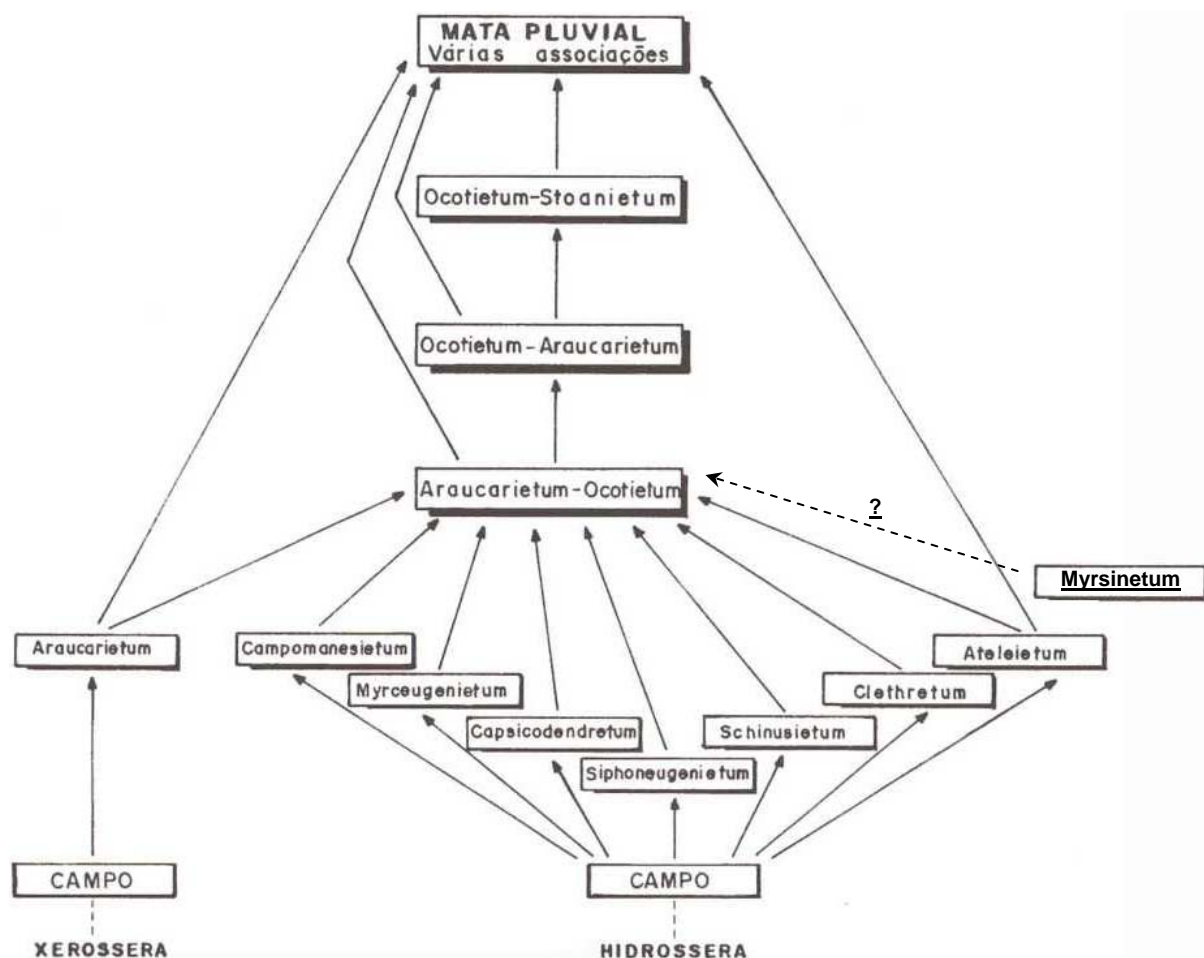 MATA PLUVIAL
Várias associações
Ocotietum-Stoanietum
Ocotietum-Araucarietum
Araucarietum-Ocotietum
?
Myrsinetum
Araucarietum
Campomanesietum
Ateleietum
Myrceugenietum
Clethretum
Capsicodendretum
Schinusietum
Siphoneugenietum
CAMPO
CAMPO
XEROSSERA
HIDROSSERA